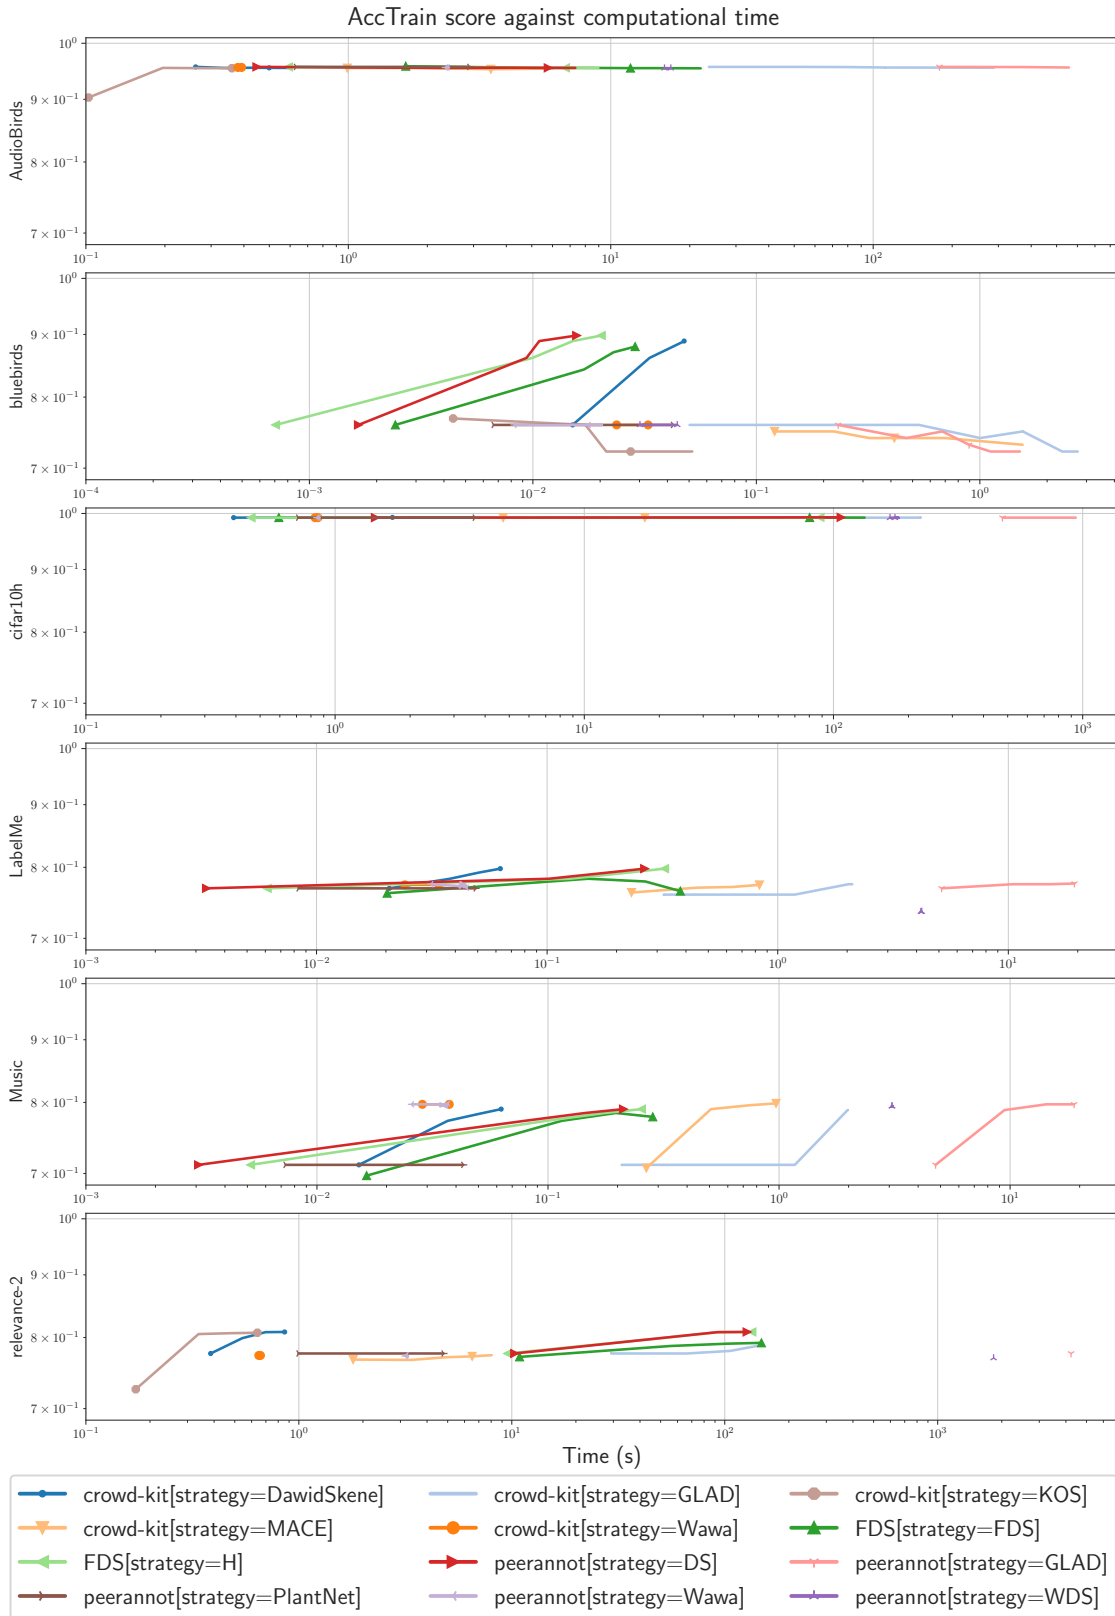 AccTrain score against computational time
AudioBirds
10⁰
9 × 10⁻¹
8 × 10⁻¹
7 × 10⁻¹
10⁻¹ 10⁰ 10¹ 10²
bluebirds
10⁰
9 × 10⁻¹
8 × 10⁻¹
7 × 10⁻¹
10⁻⁴ 10⁻³ 10⁻² 10⁻¹ 10⁰
cifar10h
10⁰
9 × 10⁻¹
8 × 10⁻¹
7 × 10⁻¹
10⁻¹ 10⁰ 10¹ 10² 10³
LabelMe
10⁰
9 × 10⁻¹
8 × 10⁻¹
7 × 10⁻¹
10⁻³ 10⁻² 10⁻¹ 10⁰ 10¹
Music
10⁰
9 × 10⁻¹
8 × 10⁻¹
7 × 10⁻¹
10⁻³ 10⁻² 10⁻¹ 10⁰ 10¹
relevance-2
10⁰
9 × 10⁻¹
8 × 10⁻¹
7 × 10⁻¹
10⁻¹ 10⁰ 10¹ 10² 10³
Time (s)
crowd-kit[strategy=DawidSkene] crowd-kit[strategy=GLAD] crowd-kit[strategy=KOS]
crowd-kit[strategy=MACE] crowd-kit[strategy=Wawa] FDS[strategy=FDS]
FDS[strategy=H] peerannot[strategy=DS] peerannot[strategy=GLAD]
peerannot[strategy=PlantNet] peerannot[strategy=Wawa] peerannot[strategy=WDS]